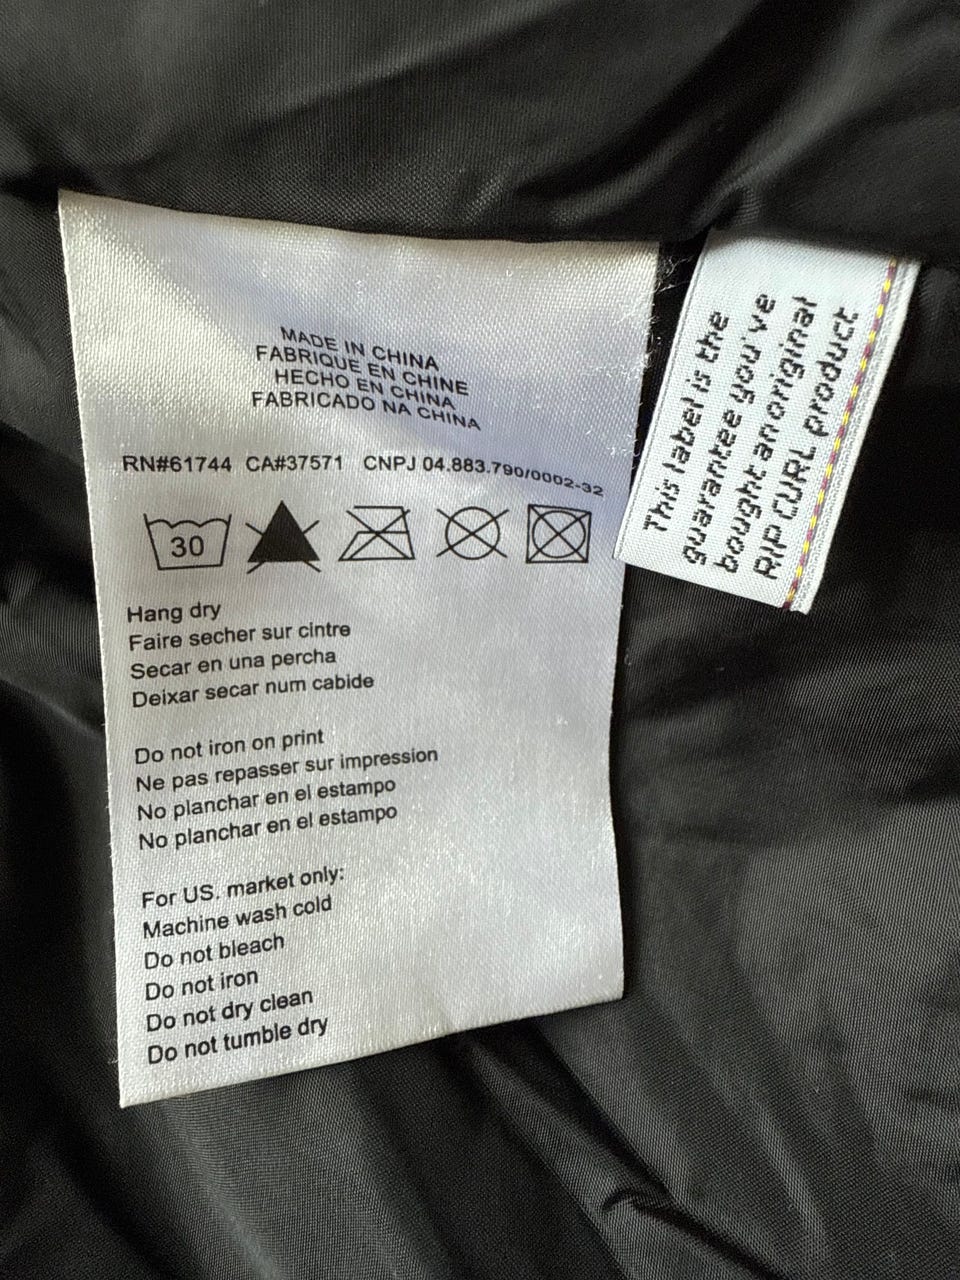 MADE IN CHINA
FABRIQUE EN CHINE
HECHO EN CHINA
FABRICADO NA CHINA
RN#61744 CA#37571 CNPJ 04.883.790/0002-32
30
Hang dry
Faire secher sur cintre
Secar en una percha
Deixar secar num cabide
Do not iron on print
Ne pas repasser sur impression
No planchar en el estampo
No planchar en el estampo
For US. market only:
Machine wash cold
Do not bleach
Do not iron
Do not dry clean
Do not tumble dry
This label is the
guarantee you've
bought an original
RIP CURL product